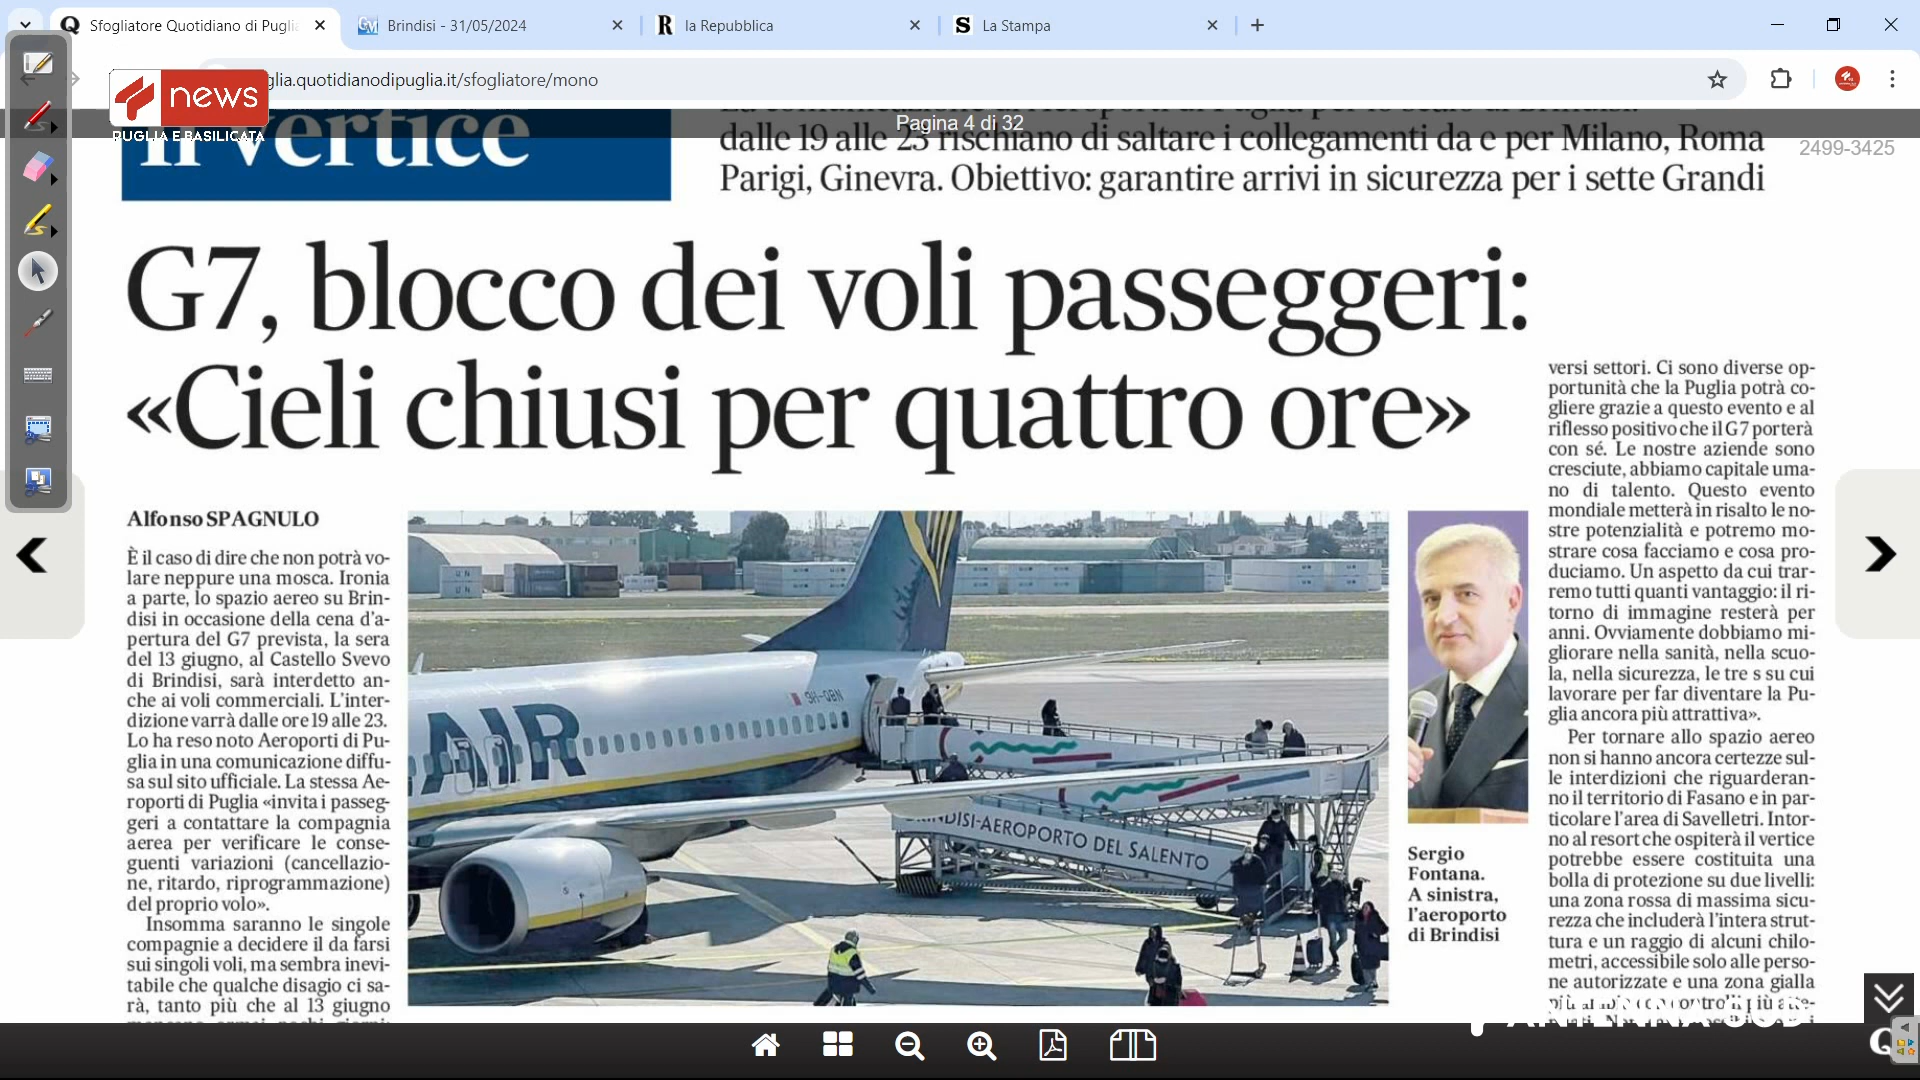 Sfogliatore Quotidiano di Puglia
Brindisi - 31/05/2024
la Repubblica
La Stampa
glia.quotidianodipuglia.it/sfogliatore/mono
news
PUGLIA E BASILICATA
Pagina 4 di 32
2499-3425
il vertice
dalle 19 alle 23 rischiano di saltare i collegamenti da e per Milano, Roma
Parigi, Ginevra. Obiettivo: garantire arrivi in sicurezza per i sette Grandi
G7, blocco dei voli passeggeri:
«Cieli chiusi per quattro ore»
Alfonso SPAGNULO
È il caso di dire che non potrà vo-
lare neppure una mosca. Ironia
a parte, lo spazio aereo su Brin-
disi in occasione della cena d'a-
pertura del G7 prevista, la sera
del 13 giugno, al Castello Svevo
di Brindisi, sarà interdetto an-
che ai voli commerciali. L'inter-
dizione varrà dalle ore 19 alle 23.
Lo ha reso noto Aeroporti di Pu-
glia in una comunicazione diffu-
sa sul sito ufficiale. La stessa Ae-
roporti di Puglia «invita i passeg-
geri a contattare la compagnia
aerea per verificare le conse-
guenti variazioni (cancellazio-
ne, ritardo, riprogrammazione)
del proprio volo».
Insomma saranno le singole
compagnie a decidere il da farsi
sui singoli voli, ma sembra inevi-
tabile che qualche disagio ci sa-
rà, tanto più che al 13 giugno
AIR
9H-QBN
BRINDISI-AEROPORTO DEL SALENTO
Sergio
Fontana.
A sinistra,
l'aeroporto
di Brindisi
versi settori. Ci sono diverse op-
portunità che la Puglia potrà co-
gliere grazie a questo evento e al
riflesso positivo che il G7 porterà
con sé. Le nostre aziende sono
cresciute, abbiamo capitale uma-
no di talento. Questo evento
mondiale metterà in risalto le no-
stre potenzialità e potremo mo-
strare cosa facciamo e cosa pro-
duciamo. Un aspetto da cui trar-
remo tutti quanti vantaggio: il ri-
torno di immagine resterà per
anni. Ovviamente dobbiamo mi-
gliorare nella sanità, nella scuo-
la, nella sicurezza, le tre s su cui
lavorare per far diventare la Pu-
glia ancora più attrattiva».
Per tornare allo spazio aereo
non si hanno ancora certezze sul-
le interdizioni che riguarderan-
no il territorio di Fasano e in par-
ticolare l'area di Savelletri. Intor-
no al resort che ospiterà il vertice
potrebbe essere costituita una
bolla di protezione su due livelli:
una zona rossa di massima sicu-
rezza che includerà l'intera strut-
tura e un raggio di alcuni chilo-
metri, accessibile solo alle perso-
ne autorizzate e una zona gialla
ANTENNA SUD